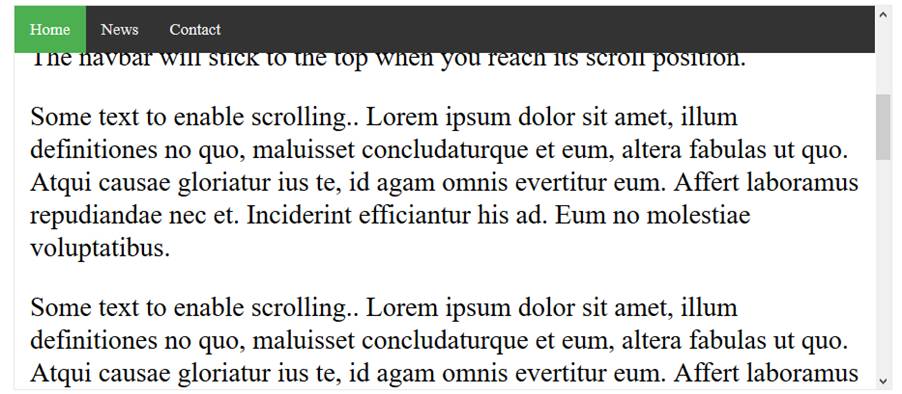 Home News Contact
The navbar will stick to the top when you reach its scroll position.
Some text to enable scrolling.. Lorem ipsum dolor sit amet, illum
definitiones no quo, maluisset concludaturque et eum, altera fabulas ut quo.
Atqui causae gloriatur ius te, id agam omnis evertitur eum. Affert laboramus
repudiandae nec et. Inciderint efficiantur his ad. Eum no molestiae
voluptatibus.
Some text to enable scrolling.. Lorem ipsum dolor sit amet, illum
definitiones no quo, maluisset concludaturque et eum, altera fabulas ut quo.
Atqui causae gloriatur ius te, id agam omnis evertitur eum. Affert laboramus